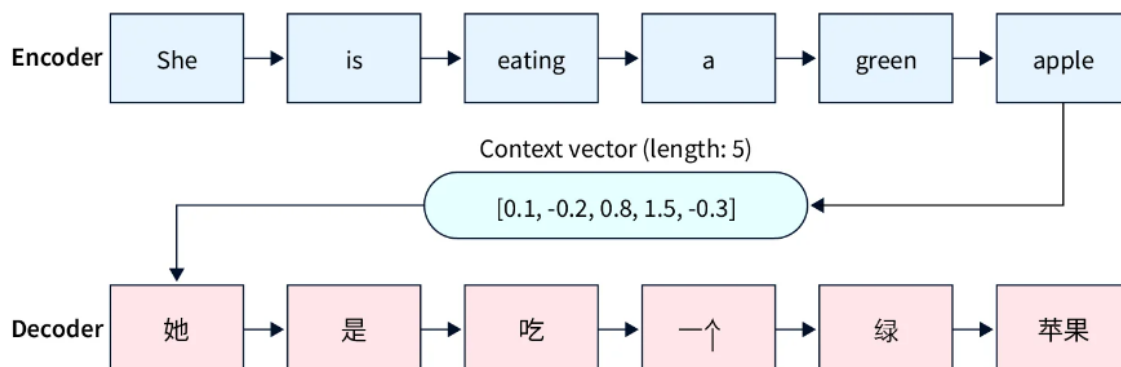 Encoder She is eating a green apple
Context vector (length: 5)
[0.1, -0.2, 0.8, 1.5, -0.3]
Decoder 她 是 吃 一个 绿 苹果